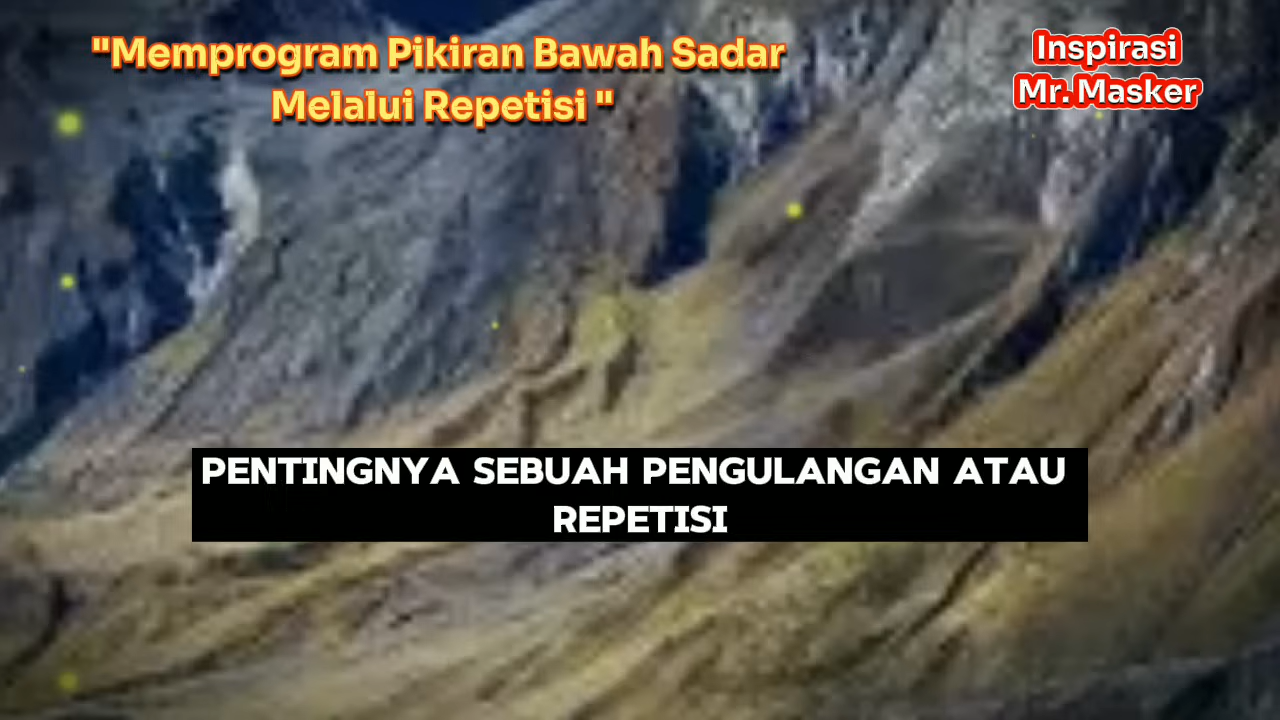 "Memprogram Pikiran Bawah Sadar
Melalui Repetisi "
Inspirasi
Mr. Masker
PENTINGNYA SEBUAH PENGULANGAN ATAU
REPETISI